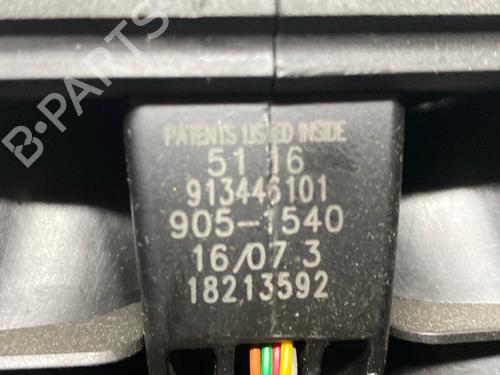 B-PARTS
PATENTS LISTED INSIDE
51 16
913446101
905-1540
16/07 3
18213592